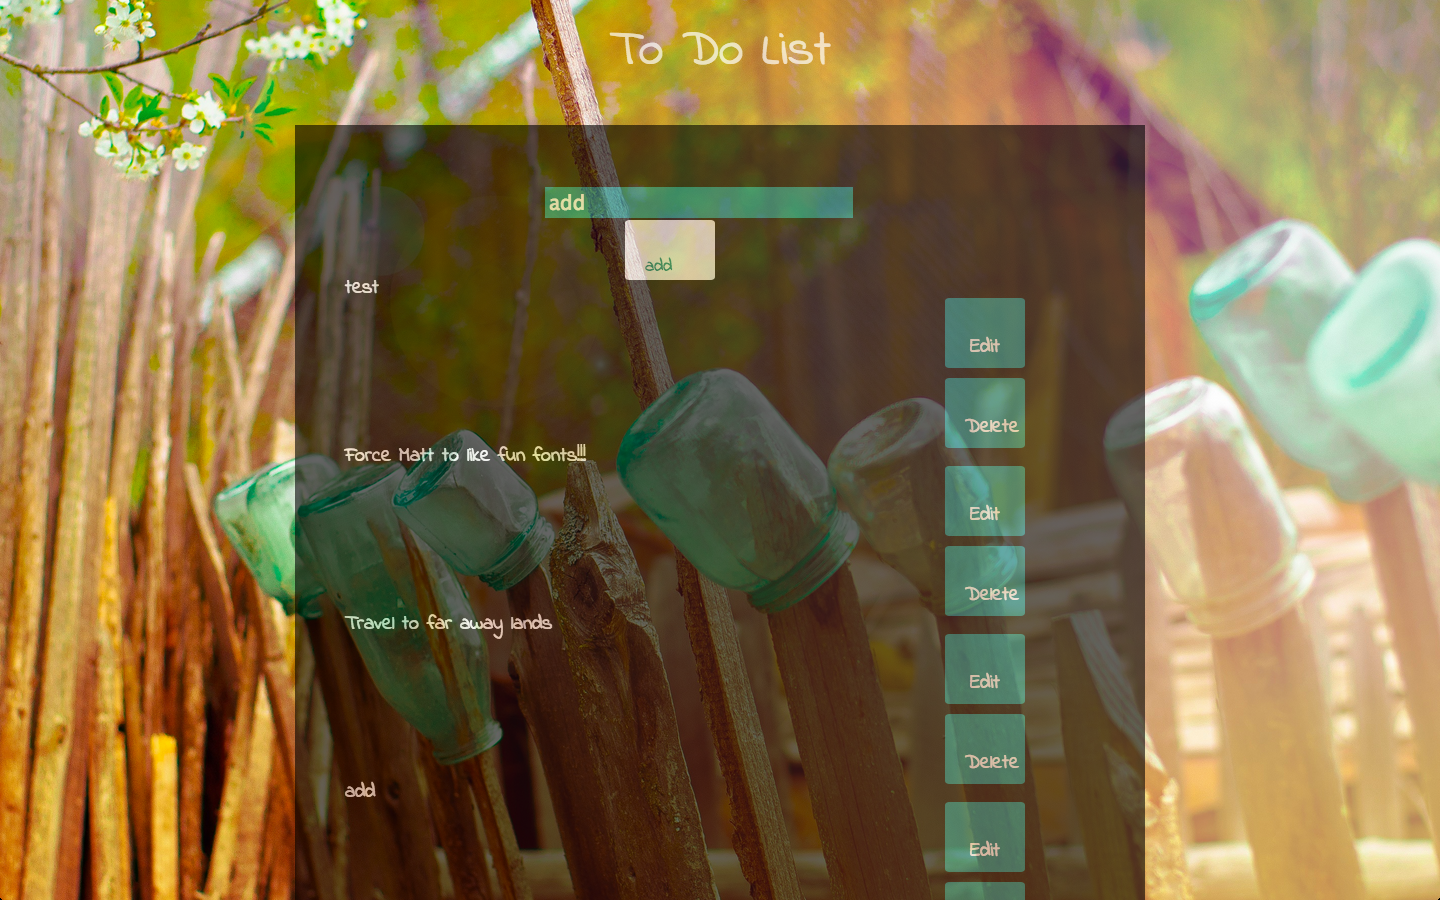 To Do List
add
add
test
Edit
Delete
Force Matt to like fun fonts!!!
Edit
Delete
Travel to far away lands
Edit
Delete
add
Edit